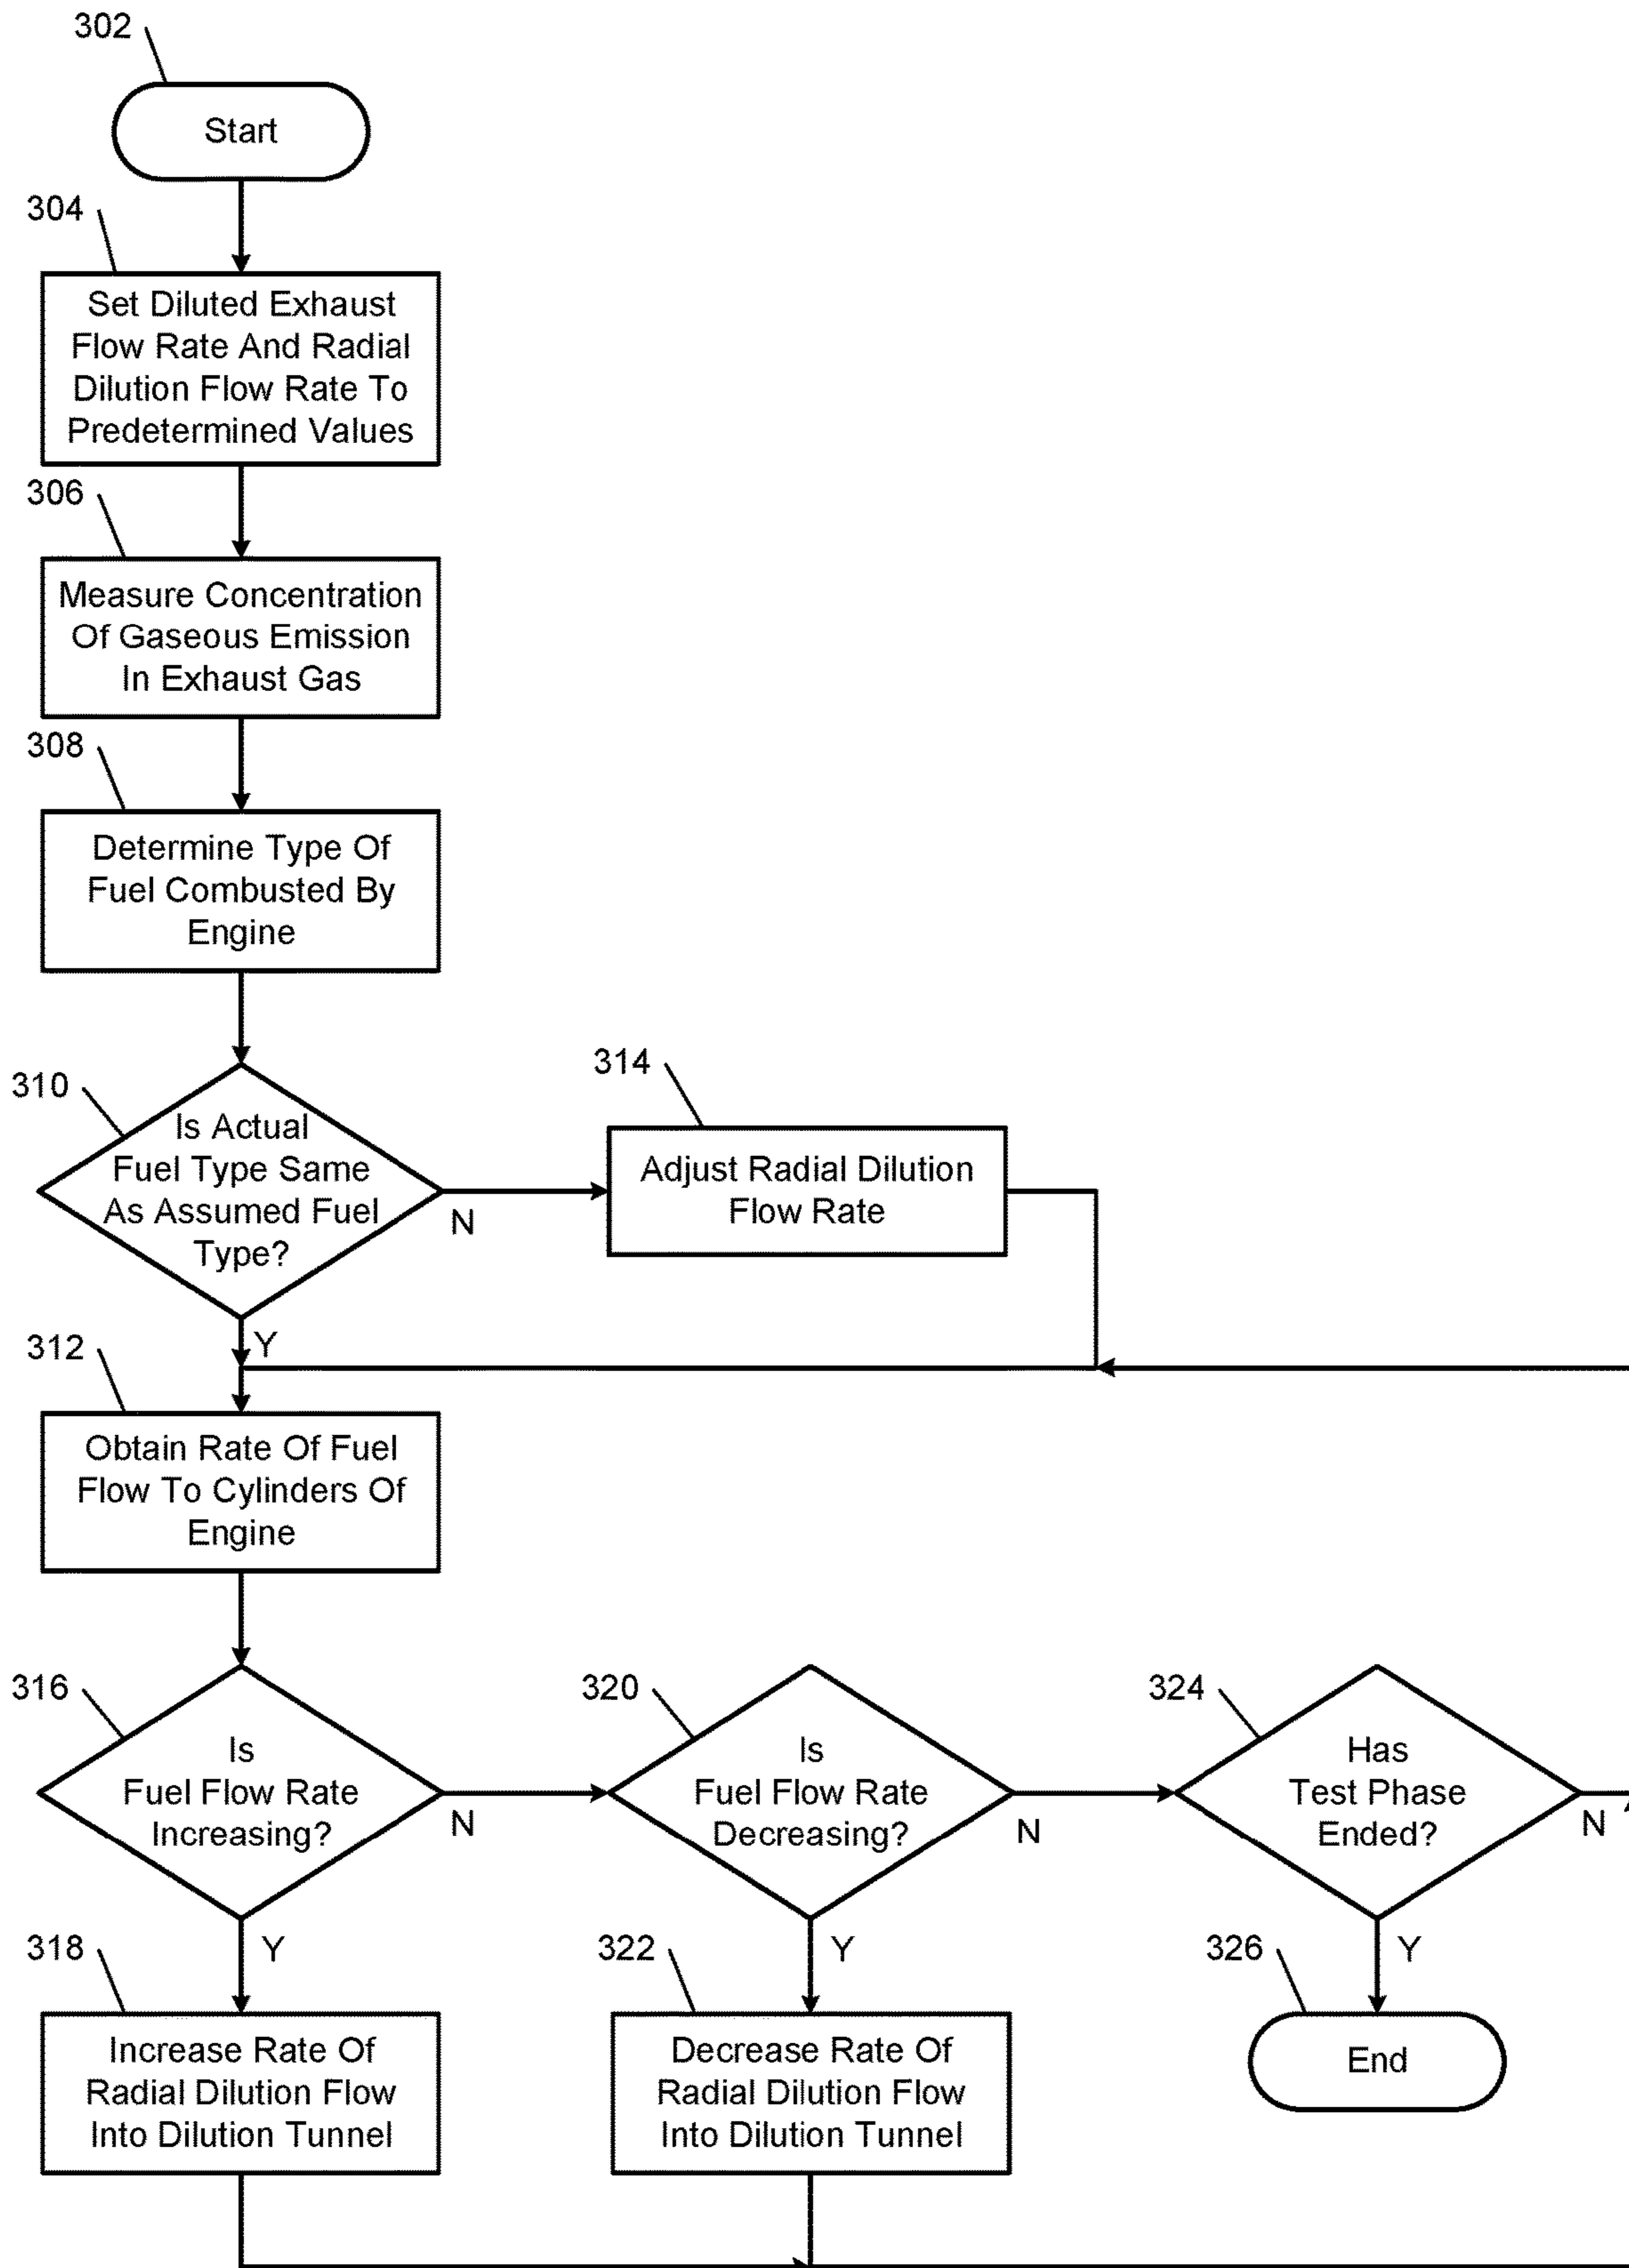 302
Start
304
Set Diluted Exhaust
Flow Rate And Radial
Dilution Flow Rate To
Predetermined Values
306
Measure Concentration
Of Gaseous Emission
In Exhaust Gas
308
Determine Type Of
Fuel Combusted By
Engine
310
Is Actual
Fuel Type Same
As Assumed Fuel
Type?
N
314
Adjust Radial Dilution
Flow Rate
Y
312
Obtain Rate Of Fuel
Flow To Cylinders Of
Engine
316
Is
Fuel Flow Rate
Increasing?
N
320
Is
Fuel Flow Rate
Decreasing?
N
324
Has
Test Phase
Ended?
N
Y
318
Increase Rate Of
Radial Dilution Flow
Into Dilution Tunnel
Y
322
Decrease Rate Of
Radial Dilution Flow
Into Dilution Tunnel
Y
326
End